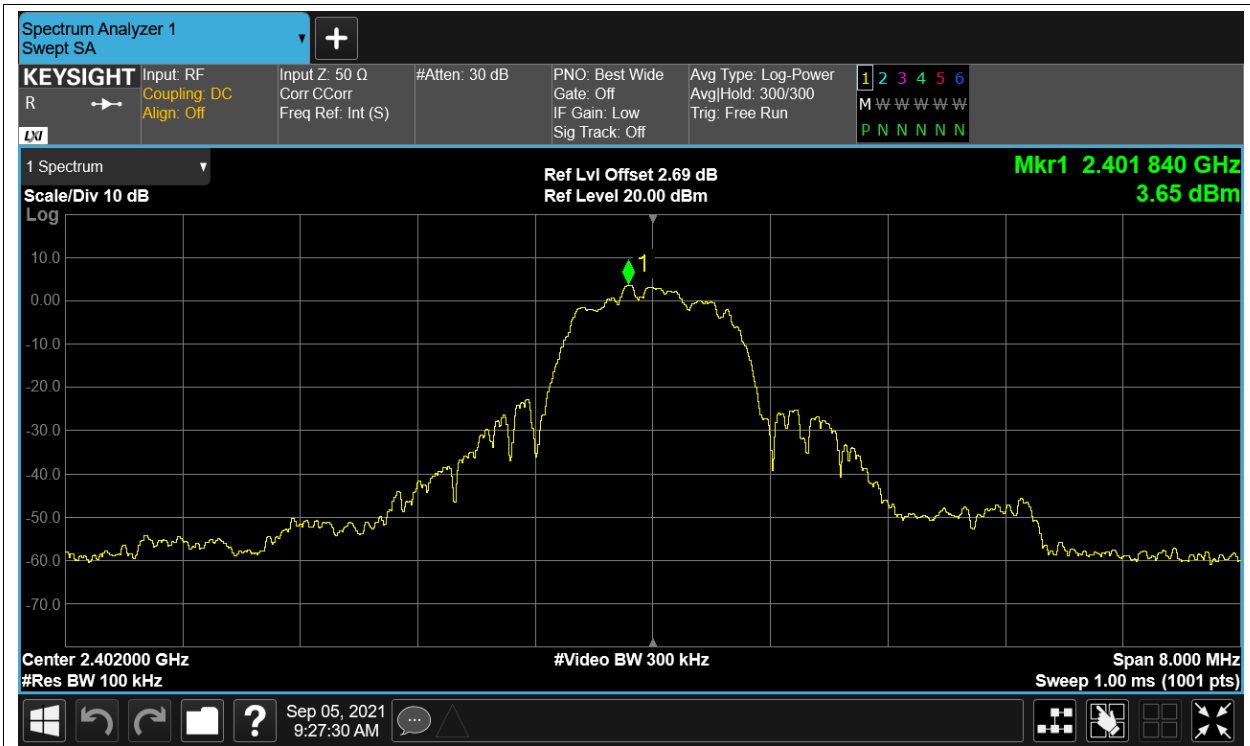 Spectrum Analyzer 1
Swept SA
+
KEYSIGHT
R
LXI
Input: RF
Coupling: DC
Align: Off
Input Z: 50 Ω
Corr CCorr
Freq Ref: Int (S)
#Atten: 30 dB
PNO: Best Wide
Gate: Off
IF Gain: Low
Sig Track: Off
Avg Type: Log-Power
Avg|Hold: 300/300
Trig: Free Run
1 2 3 4 5 6
M W W W W W
P N N N N N
1 Spectrum
Scale/Div 10 dB
Log
Ref Lvl Offset 2.69 dB
Ref Level 20.00 dBm
Mkr1 2.401 840 GHz
3.65 dBm
1
10.0
0.00
-10.0
-20.0
-30.0
-40.0
-50.0
-60.0
-70.0
Center 2.402000 GHz
#Res BW 100 kHz
#Video BW 300 kHz
Span 8.000 MHz
Sweep 1.00 ms (1001 pts)
?
Sep 05, 2021
9:27:30 AM